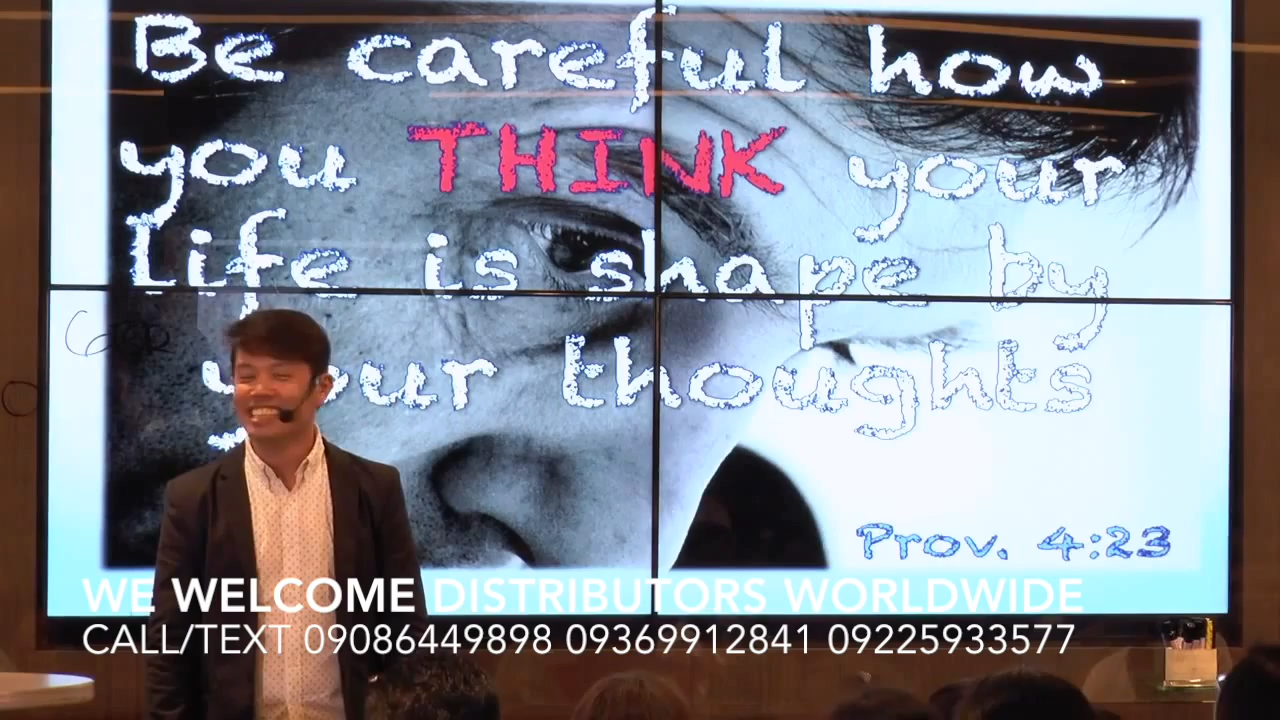 Be careful how
you THINK your
Life is shape by
your thoughts
Prov. 4:23
WE WELCOME DISTRIBUTORS WORLDWIDE
CALL/TEXT 09086449898 09369912841 09225933577